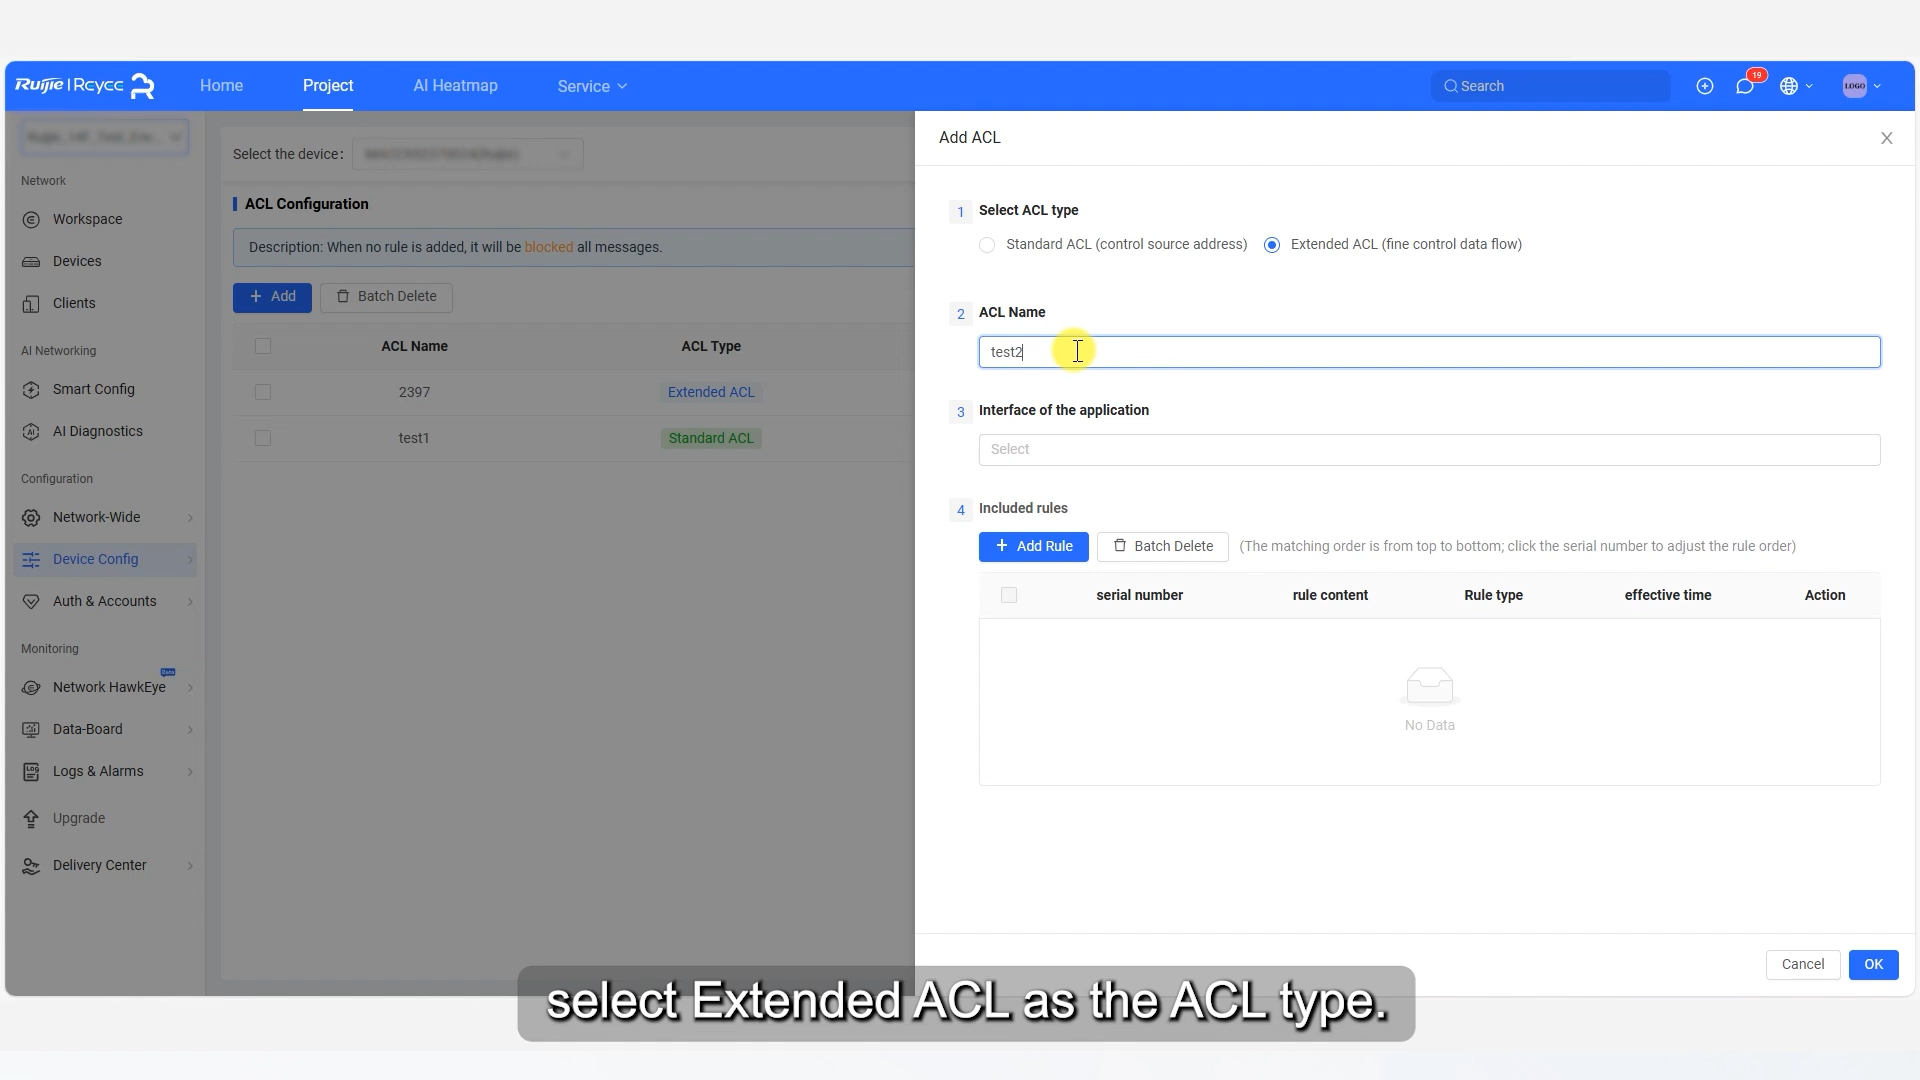 Ruijie | Rcycc
Home
Project
AI Heatmap
Service
Search
19
LOGO
Network
Workspace
Devices
Clients
AI Networking
Smart Config
AI Diagnostics
Configuration
Network-Wide
Device Config
Auth & Accounts
Monitoring
Beta
Network HawkEye
Data-Board
Logs & Alarms
Upgrade
Delivery Center
Select the device:
ACL Configuration
Description: When no rule is added, it will be blocked all messages.
+ Add
Batch Delete
ACL Name ACL Type
2397 Extended ACL
test1 Standard ACL
Add ACL
1 Select ACL type
Standard ACL (control source address) Extended ACL (fine control data flow)
2 ACL Name
test2
3 Interface of the application
Select
4 Included rules
+ Add Rule Batch Delete (The matching order is from top to bottom; click the serial number to adjust the rule order)
serial number rule content Rule type effective time Action
No Data
Cancel OK
select Extended ACL as the ACL type.